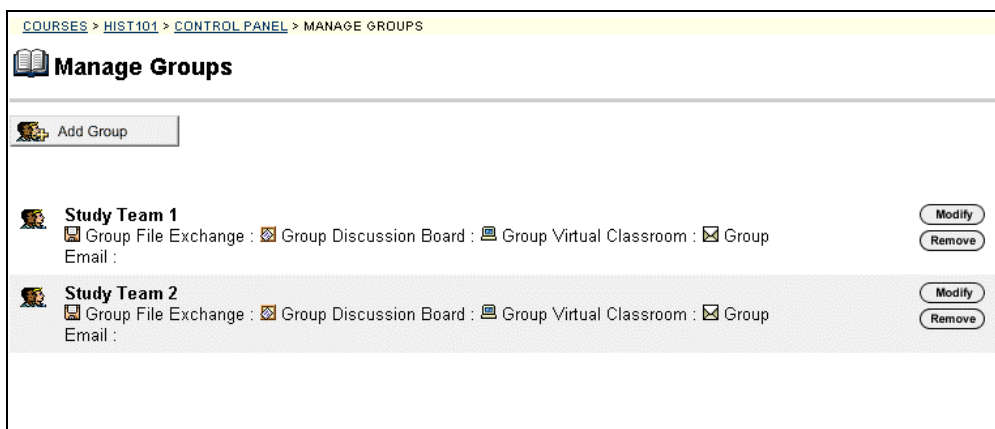 COURSES > HIST101 > CONTROL PANEL > MANAGE GROUPS
Manage Groups
Add Group
Study Team 1
Group File Exchange : Group Discussion Board : Group Virtual Classroom : Group
Email :
Modify
Remove
Study Team 2
Group File Exchange : Group Discussion Board : Group Virtual Classroom : Group
Email :
Modify
Remove